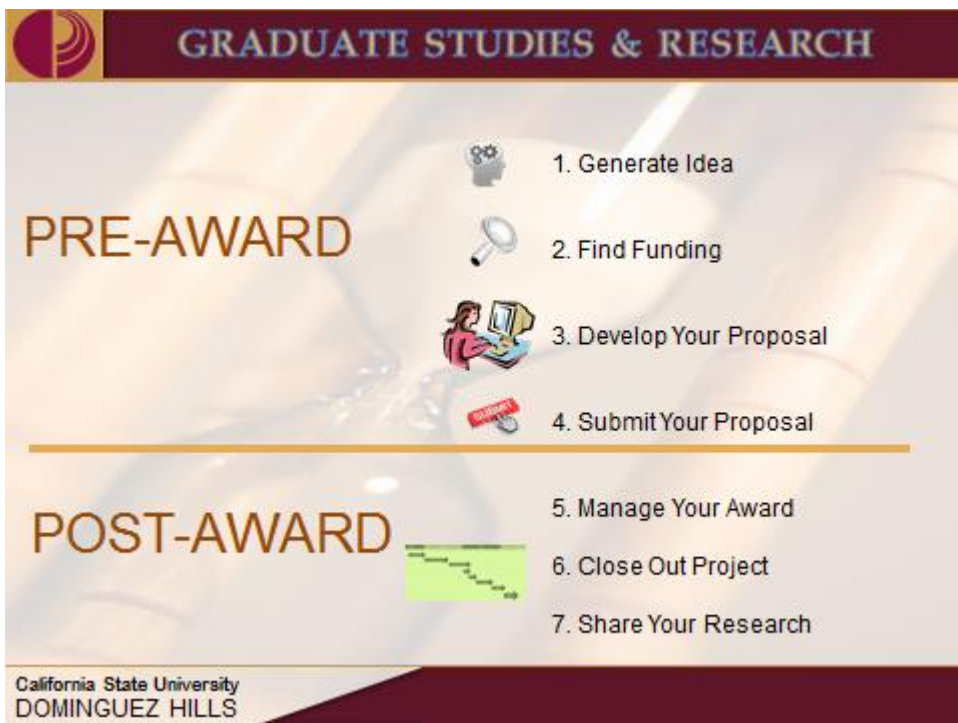 GRADUATE STUDIES & RESEARCH
PRE-AWARD
1. Generate Idea
2. Find Funding
3. Develop Your Proposal
SUBMIT
4. Submit Your Proposal
POST-AWARD
5. Manage Your Award
6. Close Out Project
7. Share Your Research
California State University
DOMINGUEZ HILLS